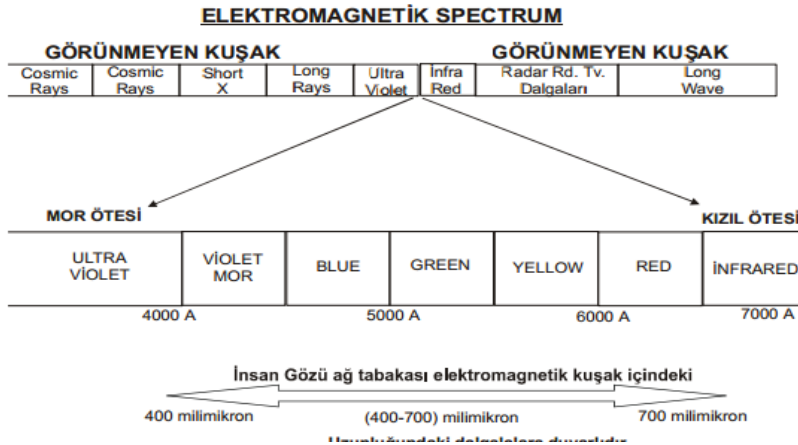 ELEKTROMAGNETİK SPECTRUM
GÖRÜNMEYEN KUŞAK GÖRÜNMEYEN KUŞAK
Cosmic Rays Cosmic Rays Short X Long Rays Ultra Violet İnfra Red Radar Rd. Tv. Dalgaları Long Wave
MOR ÖTESİ KIZIL ÖTESİ
ULTRA VİOLET VİOLET MOR BLUE GREEN YELLOW RED İNFRARED
4000 A 5000 A 6000 A 7000 A
İnsan Gözü ağ tabakası elektromagnetik kuşak içindeki
400 milimikron (400-700) milimikron 700 milimikron